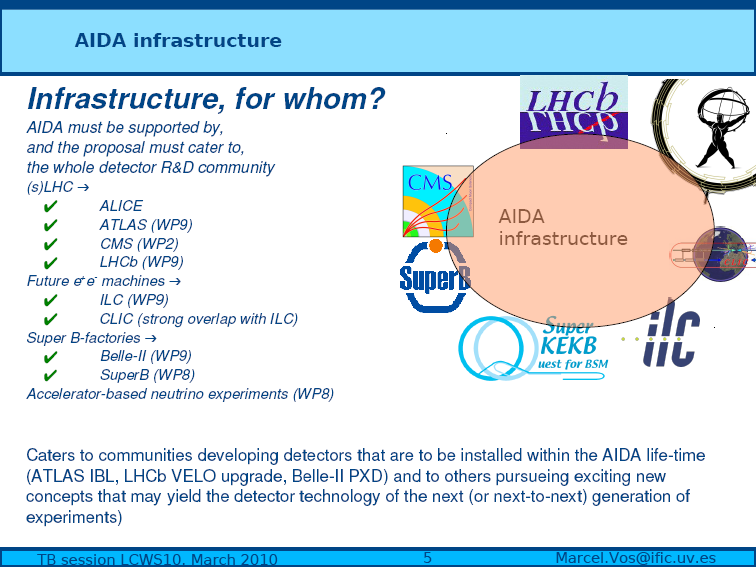 AIDA infrastructure
Infrastructure, for whom?
AIDA must be supported by,
and the proposal must cater to,
the whole detector R&D community
(s)LHC →
✔ ALICE
✔ ATLAS (WP9)
✔ CMS (WP2)
✔ LHCb (WP9)
Future e+e- machines →
✔ ILC (WP9)
✔ CLIC (strong overlap with ILC)
Super B-factories →
✔ Belle-II (WP9)
✔ SuperB (WP8)
Accelerator-based neutrino experiments (WP8)
LHCb
LHCb
CMS
AIDA
infrastructure
SuperB
Super
KEKB
uest for BSM
ilc
Caters to communities developing detectors that are to be installed within the AIDA life-time
(ATLAS IBL, LHCb VELO upgrade, Belle-II PXD) and to others pursueing exciting new
concepts that may yield the detector technology of the next (or next-to-next) generation of
experiments)
TB session LCWS10, March 2010
5
Marcel.Vos@ific.uv.es